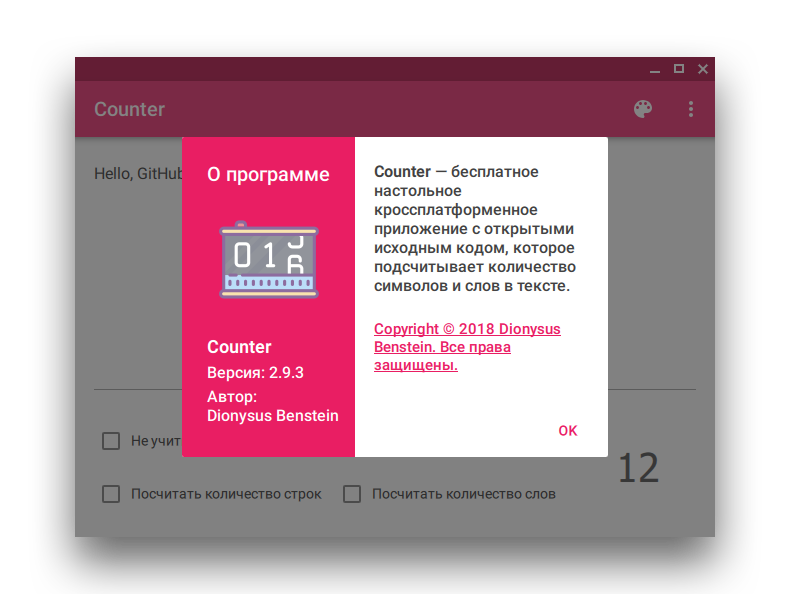 Counter
Hello, GitHub
О программе
01
Counter
Версия: 2.9.3
Автор:
Dionysus Benstein
Counter — бесплатное
настольное
кроссплатформенное
приложение с открытыми
исходным кодом, которое
подсчитывает количество
символов и слов в тексте.
Copyright © 2018 Dionysus
Benstein. Все права
защищены.
OK
Не учит
12
Посчитать количество строк
Посчитать количество слов